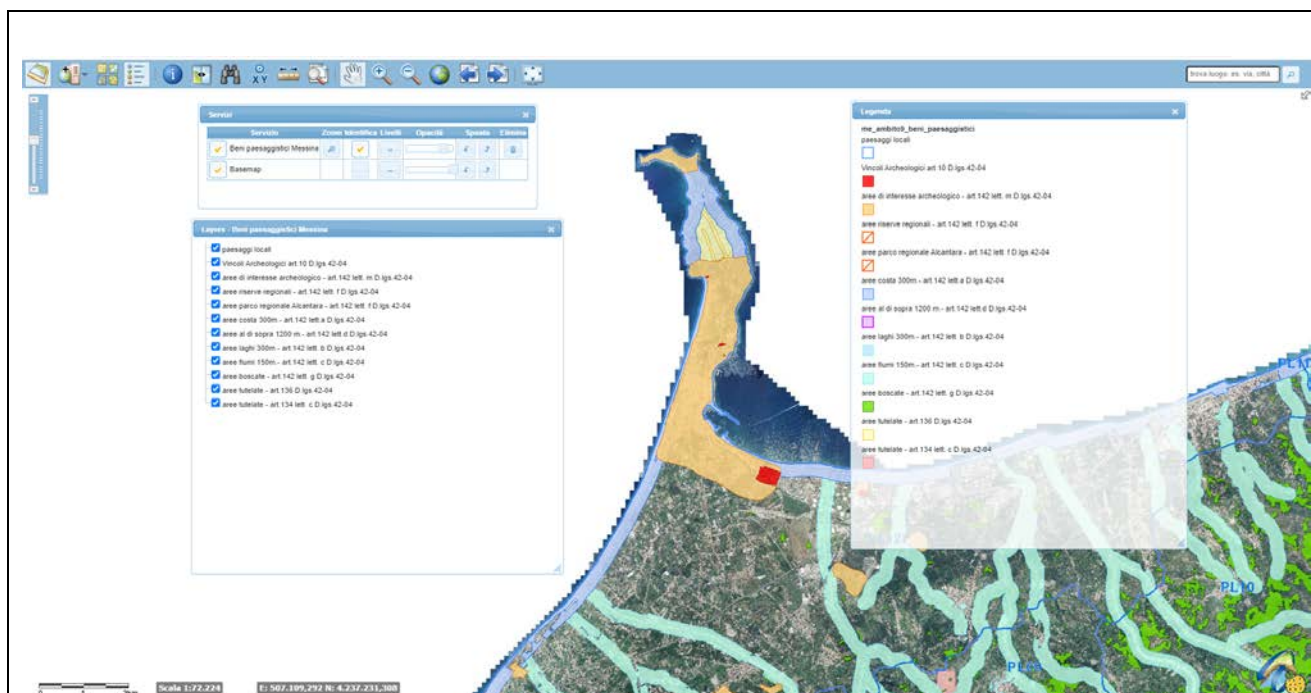 X Y
trova luogo: es. via, città
Servizi
Servizio Zoom Identifica Livelli Opacità Sposta Elimina
Beni paesaggistici Messina
Basemap
Layers - Beni paesaggistici Messina
paesaggi locali
Vincoli Archeologici art.10 D.lgs.42-04
aree di interesse archeologico - art.142 lett. m D.lgs.42-04
aree riserve regionali - art.142 lett. f D.lgs.42-04
aree parco regionale Alcantara - art.142 lett. f D.lgs.42-04
aree costa 300m - art.142 lett.a D.lgs.42-04
aree al di sopra 1200 m - art.142 lett.d D.lgs.42-04
aree laghi 300m - art.142 lett. b D.lgs.42-04
aree fiumi 150m - art.142 lett. c D.lgs.42-04
aree boscate - art.142 lett. g D.lgs.42-04
aree tutelate - art.136 D.lgs.42-04
aree tutelate - art.134 lett. c D.lgs.42-04
Legenda
me_ambito9_beni_paesaggistici
paesaggi locali
Vincoli Archeologici art.10 D.lgs.42-04
aree di interesse archeologico - art.142 lett. m D.lgs.42-04
aree riserve regionali - art.142 lett. f D.lgs.42-04
aree parco regionale Alcantara - art.142 lett. f D.lgs.42-04
aree costa 300m - art.142 lett.a D.lgs.42-04
aree al di sopra 1200 m - art.142 lett.d D.lgs.42-04
aree laghi 300m - art.142 lett. b D.lgs.42-04
aree fiumi 150m - art.142 lett. c D.lgs.42-04
aree boscate - art.142 lett. g D.lgs.42-04
aree tutelate - art.136 D.lgs.42-04
aree tutelate - art.134 lett. c D.lgs.42-04
PL10
Scala 1:72.224
E: 507.109,292 N: 4.237.231,308